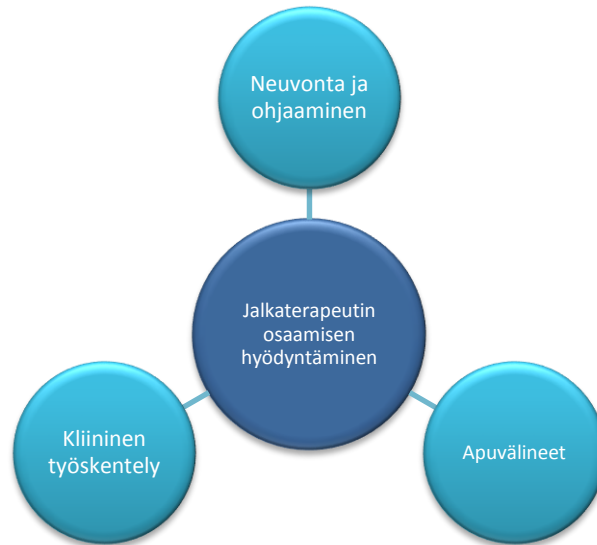 Neuvonta ja
ohjaaminen
Jalkaterapeutin
osaamisen
hyödyntäminen
Kliininen
työskentely
Apuvälineet